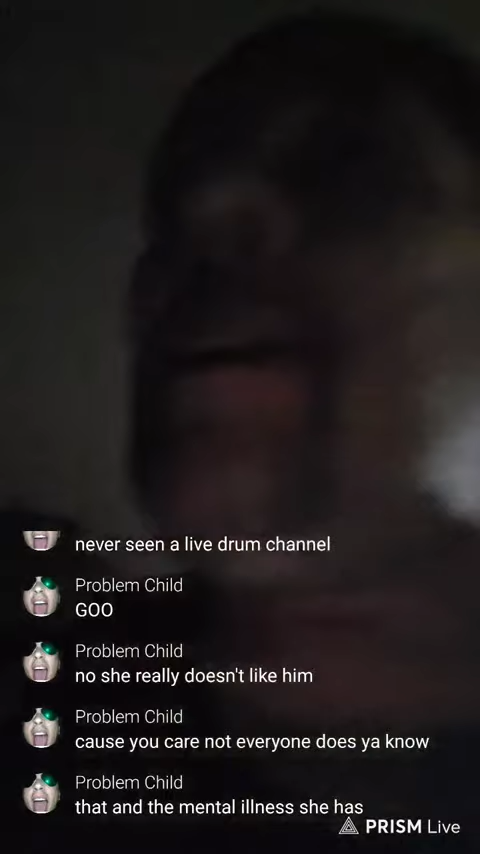 never seen a live drum channel
Problem Child
GOO
Problem Child
no she really doesn't like him
Problem Child
cause you care not everyone does ya know
Problem Child
that and the mental illness she has
PRISM Live